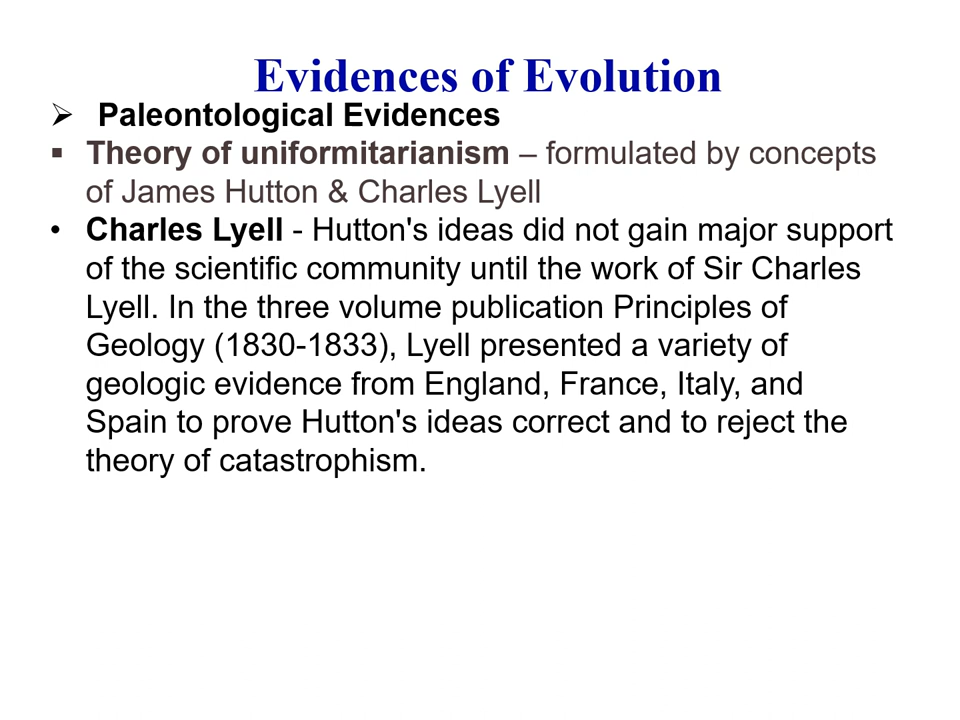 Evidences of Evolution
➢ Paleontological Evidences
▪ Theory of uniformitarianism – formulated by concepts
of James Hutton & Charles Lyell
• Charles Lyell - Hutton's ideas did not gain major support
of the scientific community until the work of Sir Charles
Lyell. In the three volume publication Principles of
Geology (1830-1833), Lyell presented a variety of
geologic evidence from England, France, Italy, and
Spain to prove Hutton's ideas correct and to reject the
theory of catastrophism.